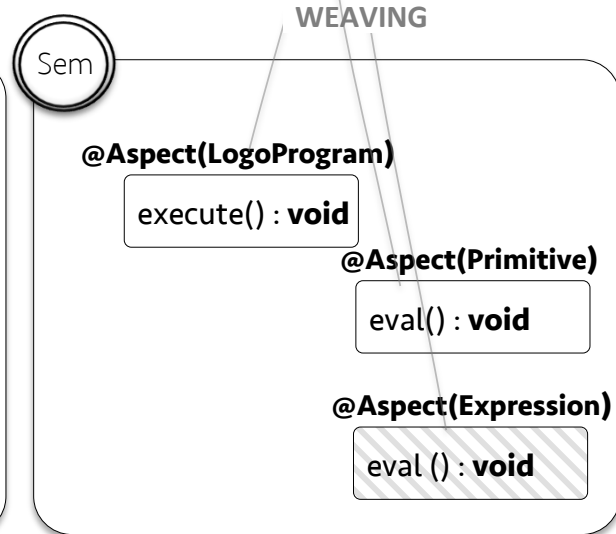 WEAVING
Sem
@Aspect(LogoProgram)
execute() : void
@Aspect(Primitive)
eval() : void
@Aspect(Expression)
eval () : void